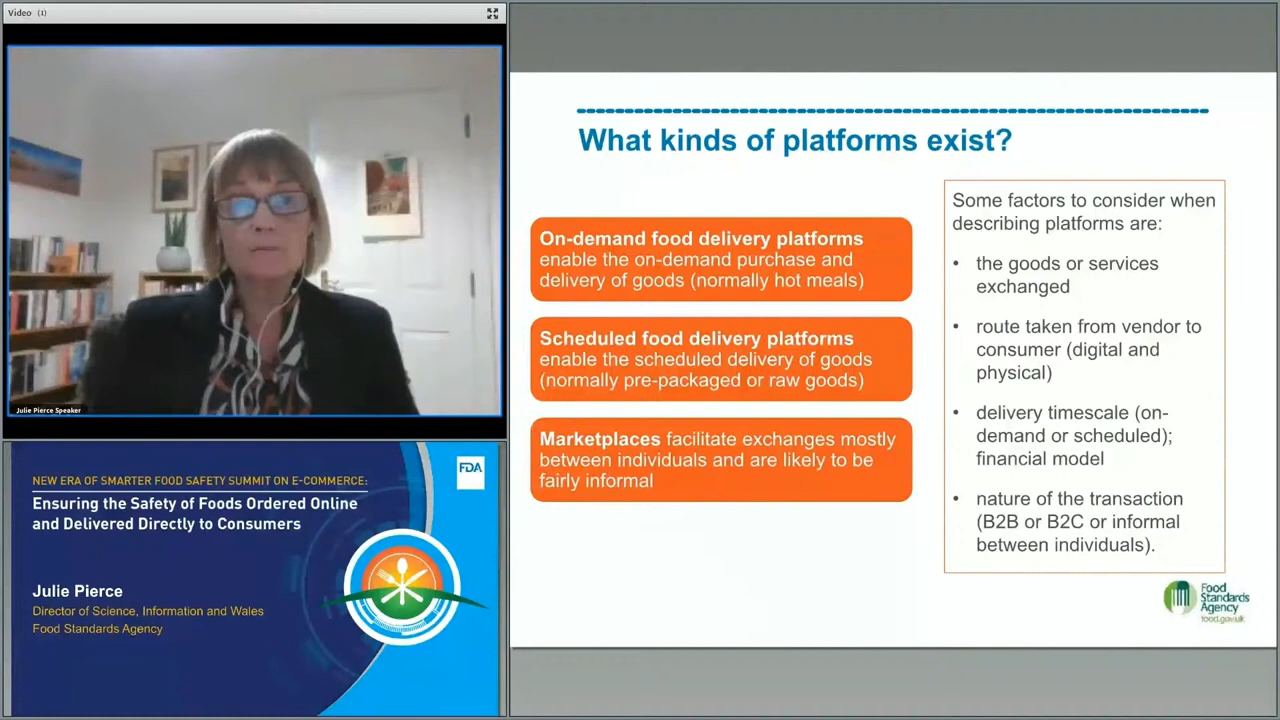 Video (1)
Julie Pierce Speaker
NEW ERA OF SMARTER FOOD SAFETY SUMMIT ON E-COMMERCE:
Ensuring the Safety of Foods Ordered Online
and Delivered Directly to Consumers
FDA
Julie Pierce
Director of Science, Information and Wales
Food Standards Agency
What kinds of platforms exist?
On-demand food delivery platforms
enable the on-demand purchase and
delivery of goods (normally hot meals)
Scheduled food delivery platforms
enable the scheduled delivery of goods
(normally pre-packaged or raw goods)
Marketplaces facilitate exchanges mostly
between individuals and are likely to be
fairly informal
Some factors to consider when
describing platforms are:
• the goods or services
exchanged
• route taken from vendor to
consumer (digital and
physical)
• delivery timescale (on-
demand or scheduled);
financial model
• nature of the transaction
(B2B or B2C or informal
between individuals).
Food
Standards
Agency
food.gov.uk